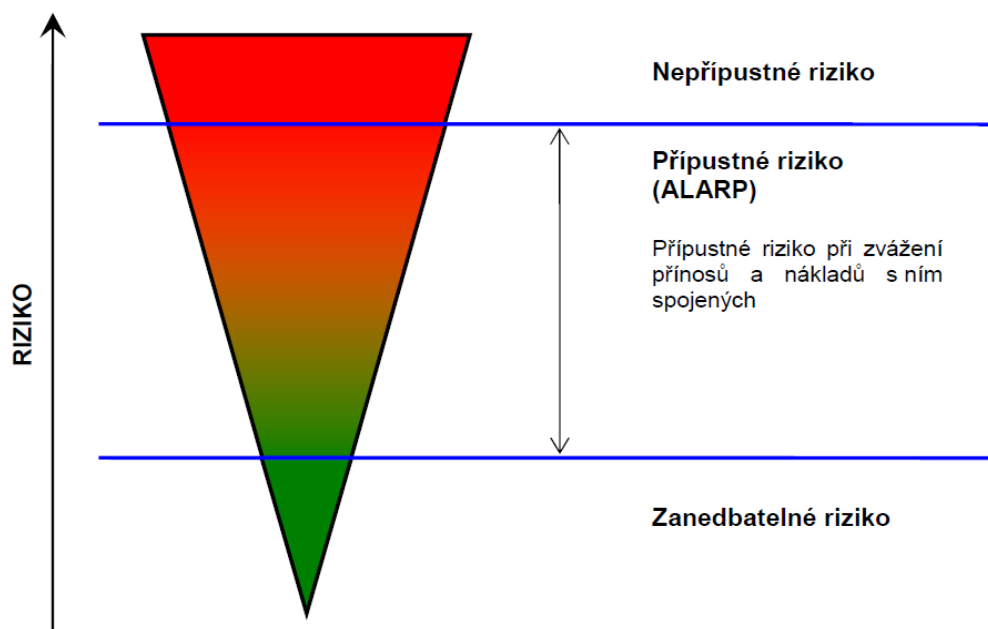 Nepřípustné riziko
Přípustné riziko
(ALARP)
Přípustné riziko při zvážení
přínosů a nákladů s ním
spojených
RIZIKO
Zanedbatelné riziko